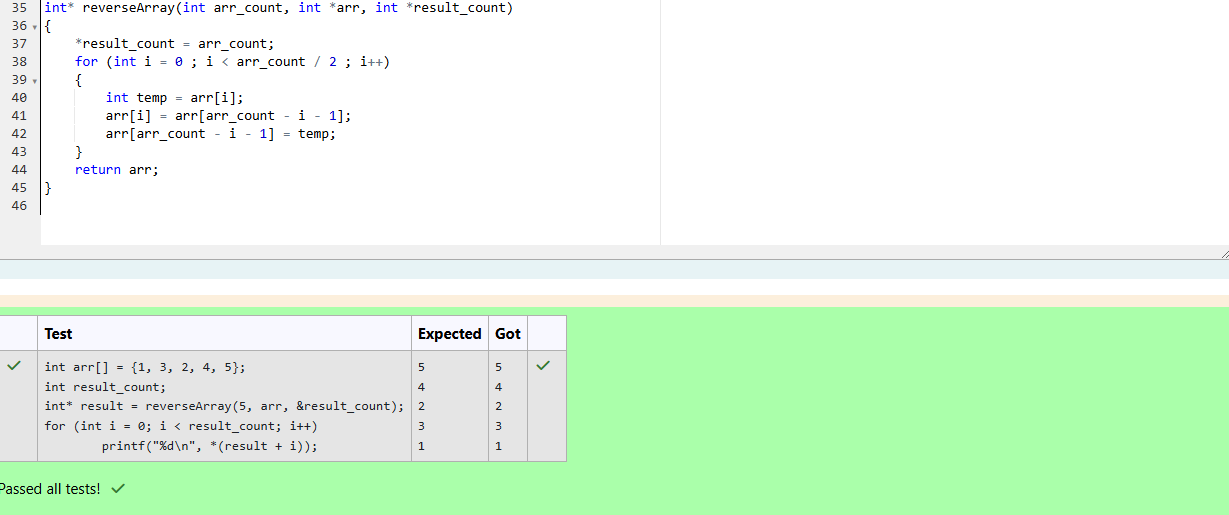 35 int* reverseArray(int arr_count, int *arr, int *result_count)
36 {
37     *result_count = arr_count;
38     for (int i = 0 ; i < arr_count / 2 ; i++)
39     {
40         int temp = arr[i];
41         arr[i] = arr[arr_count - i - 1];
42         arr[arr_count - i - 1] = temp;
43     }
44     return arr;
45 }
46
Test Expected Got
int arr[] = {1, 3, 2, 4, 5}; 5 5
int result_count; 4 4
int* result = reverseArray(5, arr, &result_count); 2 2
for (int i = 0; i < result_count; i++) 3 3
        printf("%d\n", *(result + i)); 1 1
Passed all tests!